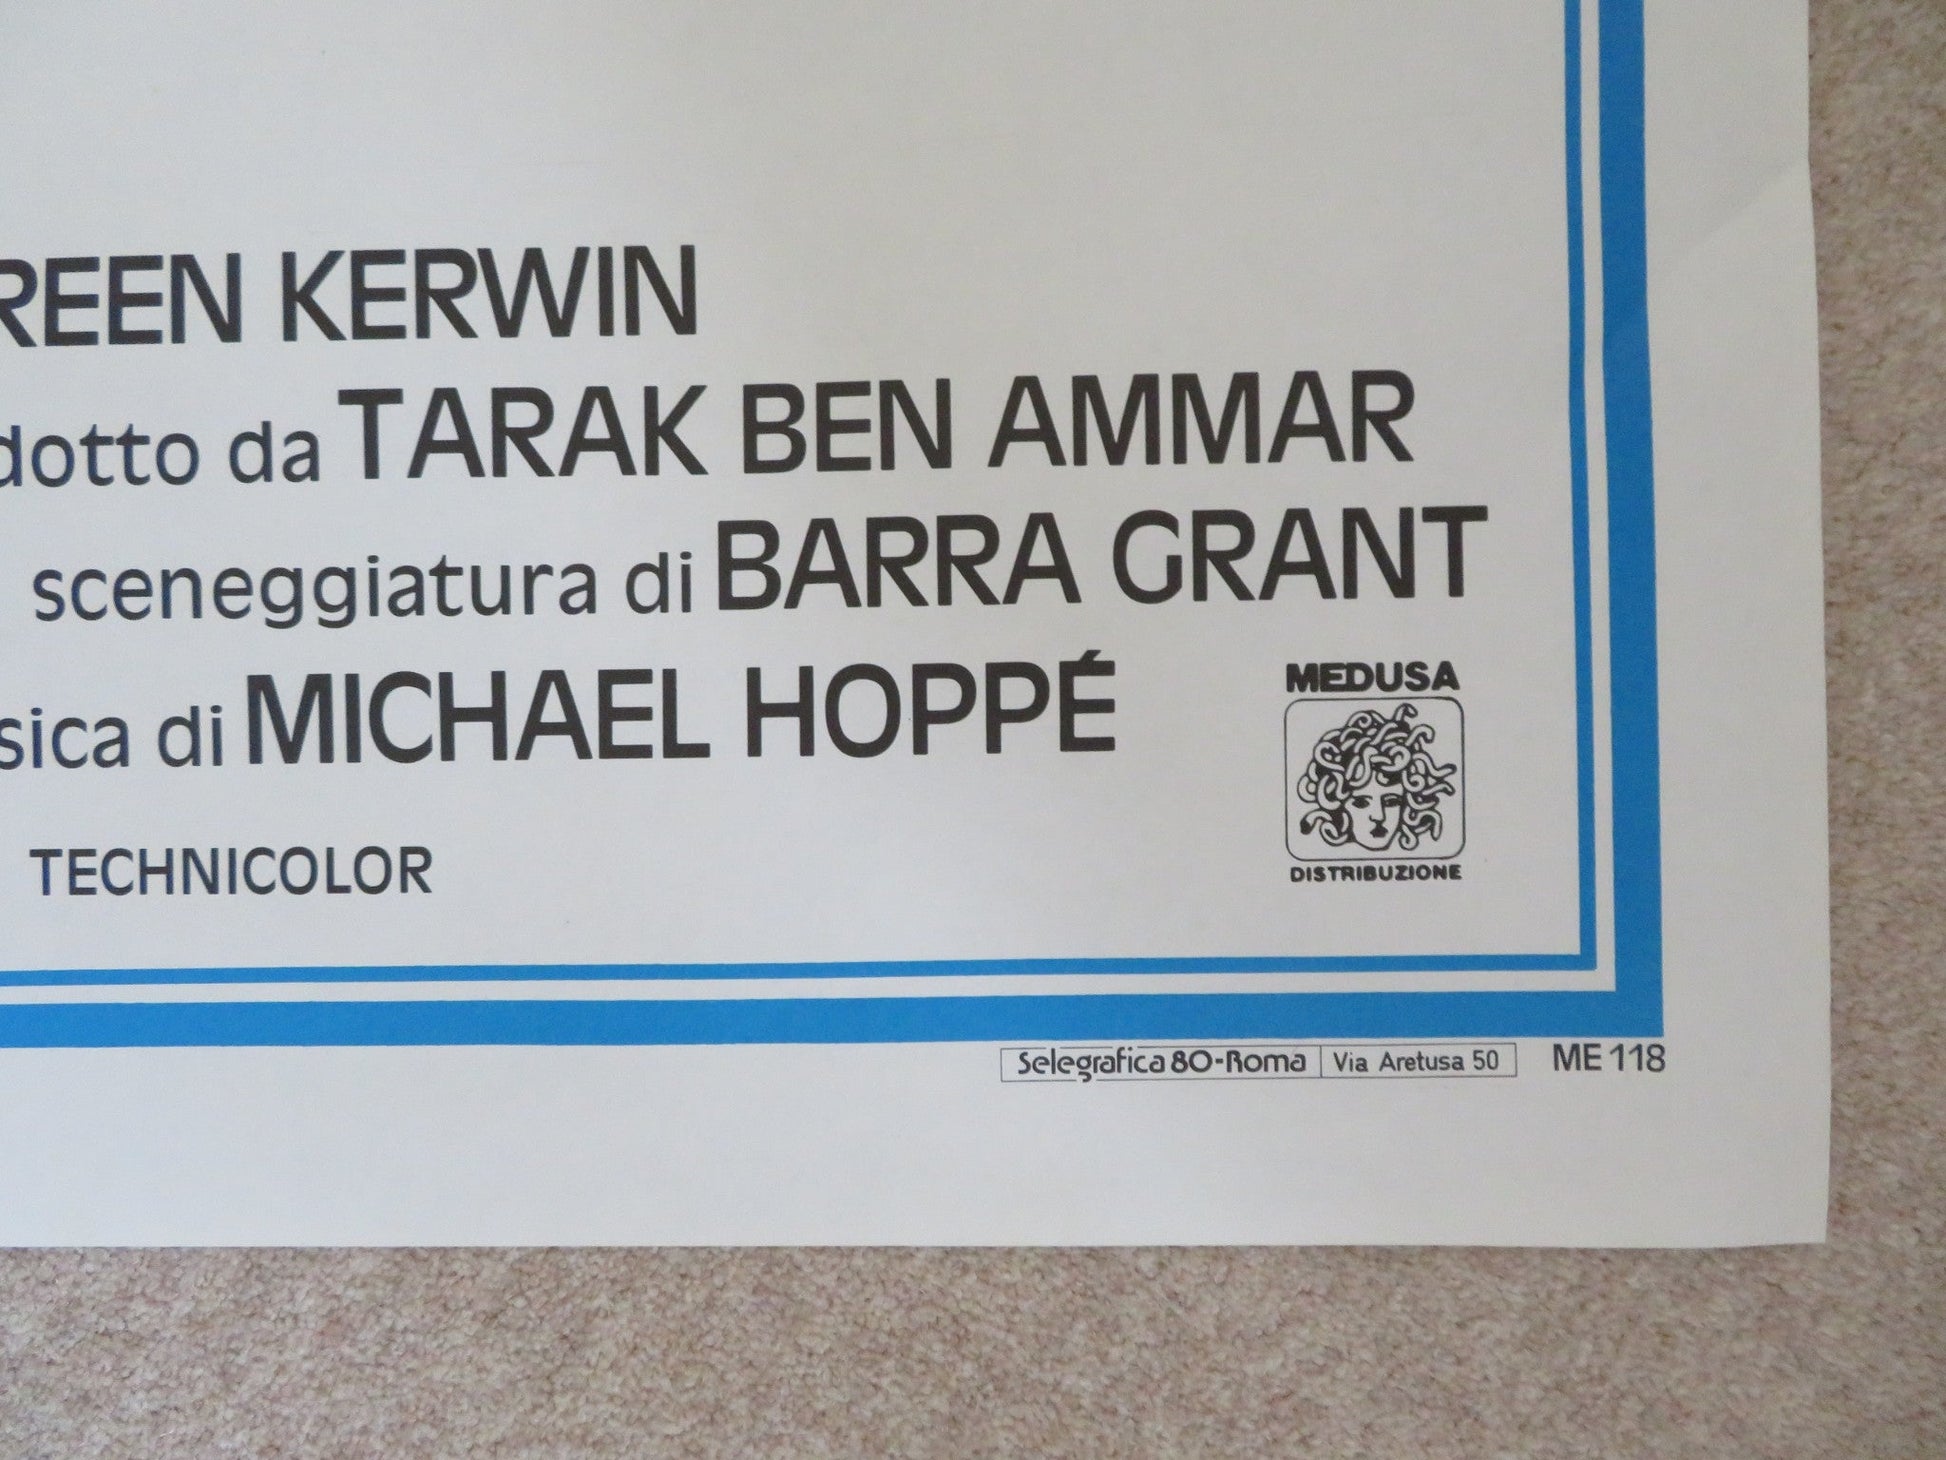 REEN KERWIN
dotto da TARAK BEN AMMAR
sceneggiatura di BARRA GRANT
sica di MICHAEL HOPPÉ
MEDUSA
DISTRIBUZIONE
TECHNICOLOR
Selegrafica 80-Roma Via Aretusa 50 ME 118